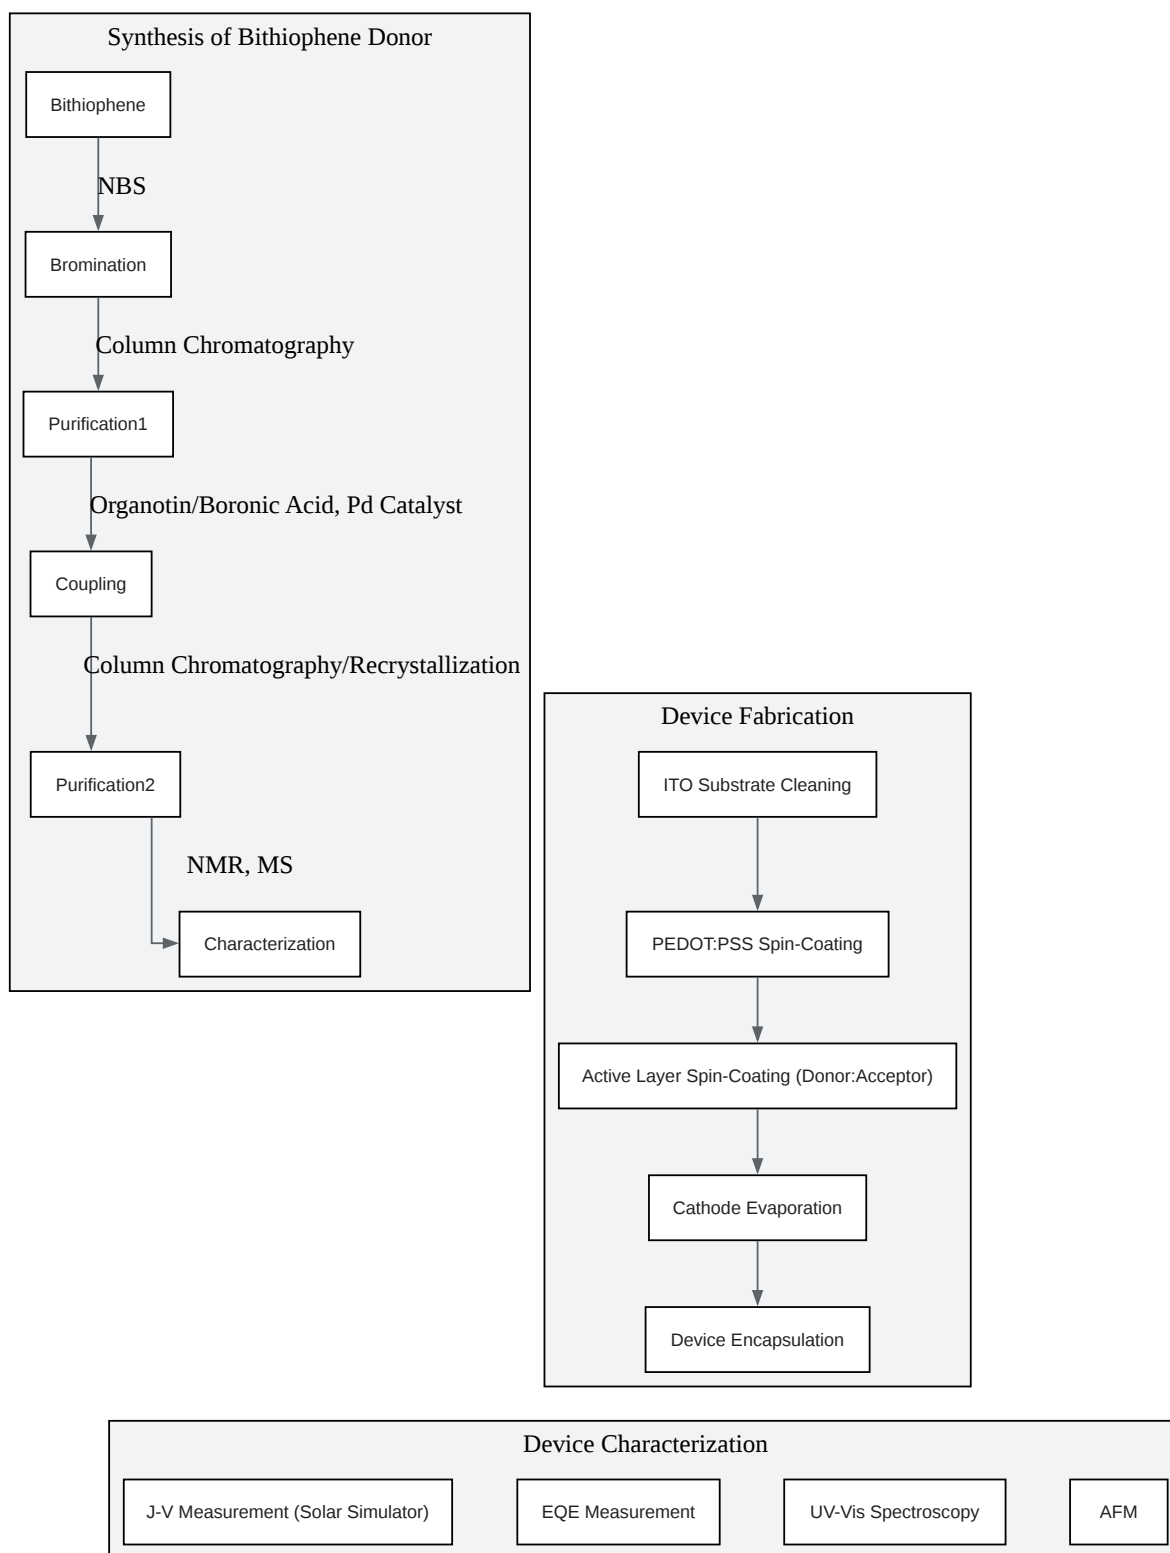 Synthesis of Bithiophene Donor
Bithiophene
NBS
Bromination
Column Chromatography
Purification1
Organotin/Boronic Acid, Pd Catalyst
Coupling
Column Chromatography/Recrystallization
Purification2
NMR, MS
Characterization
Device Fabrication
ITO Substrate Cleaning
PEDOT:PSS Spin-Coating
Active Layer Spin-Coating (Donor:Acceptor)
Cathode Evaporation
Device Encapsulation
Device Characterization
J-V Measurement (Solar Simulator)
EQE Measurement
UV-Vis Spectroscopy
AFM